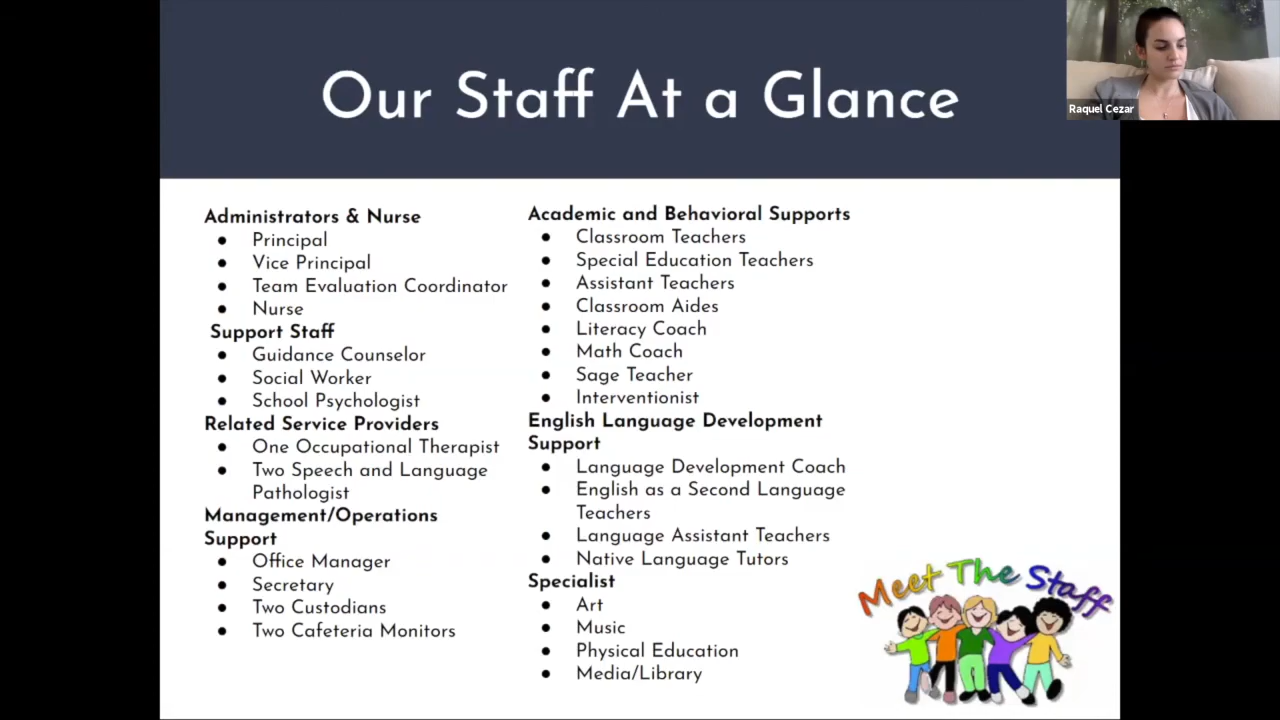 Our Staff At a Glance
Raquel Cezar
Administrators & Nurse
● Principal
● Vice Principal
● Team Evaluation Coordinator
● Nurse
Support Staff
● Guidance Counselor
● Social Worker
● School Psychologist
Related Service Providers
● One Occupational Therapist
● Two Speech and Language
Pathologist
Management/Operations
Support
● Office Manager
● Secretary
● Two Custodians
● Two Cafeteria Monitors
Academic and Behavioral Supports
● Classroom Teachers
● Special Education Teachers
● Assistant Teachers
● Classroom Aides
● Literacy Coach
● Math Coach
● Sage Teacher
● Interventionist
English Language Development
Support
● Language Development Coach
● English as a Second Language
Teachers
● Language Assistant Teachers
● Native Language Tutors
Specialist
● Art
● Music
● Physical Education
● Media/Library
Meet The Staff